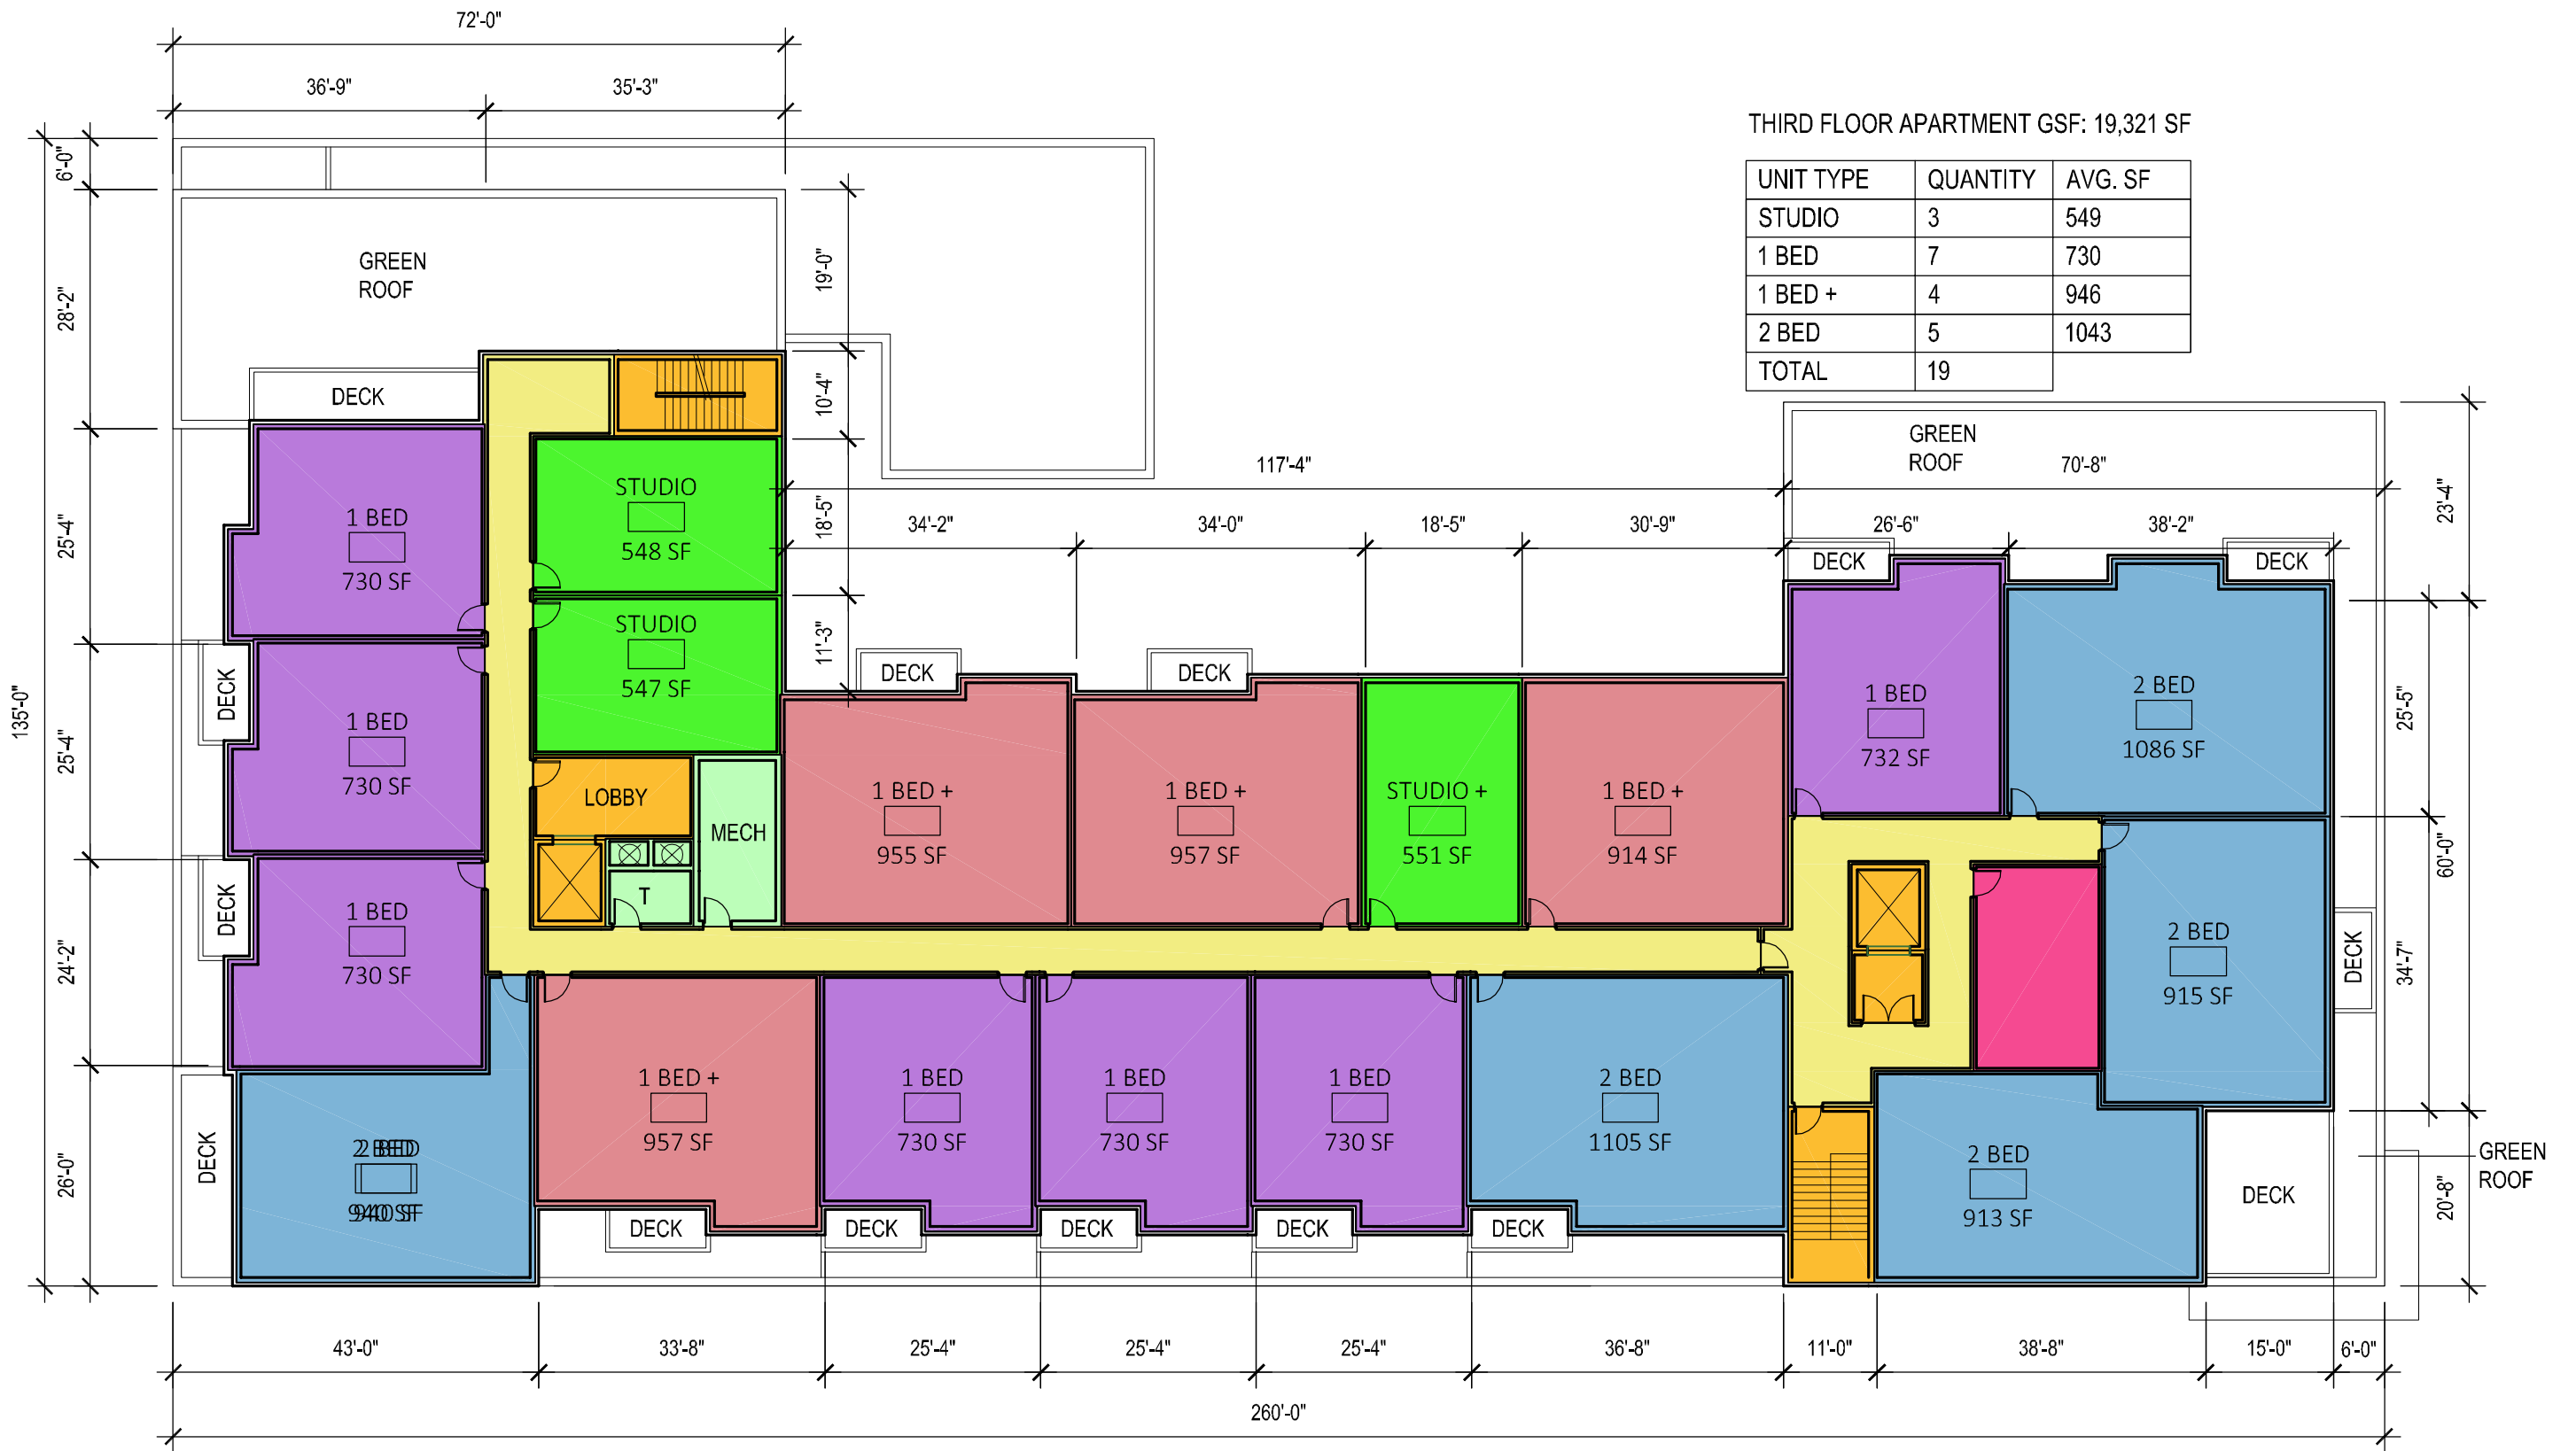 72'-0"
36'-9"
35'-3"
THIRD FLOOR APARTMENT GSF: 19,321 SF
UNIT TYPE QUANTITY AVG. SF
STUDIO 3 549
1 BED 7 730
1 BED + 4 946
2 BED 5 1043
TOTAL 19
6'-0"
28'-2"
25'-4"
25'-4"
24'-2"
26'-0"
135'-0"
GREEN
ROOF
DECK
19'-0"
10'-4"
18'-5"
11'-3"
117'-4"
70'-8"
GREEN
ROOF
34'-2"
34'-0"
18'-5"
30'-9"
26'-6"
38'-2"
23'-4"
25'-5"
60'-0"
34'-7"
20'-8"
1 BED
730 SF
STUDIO
548 SF
STUDIO
547 SF
DECK
1 BED
730 SF
DECK
1 BED
730 SF
LOBBY
MECH
T
DECK
DECK
1 BED +
955 SF
1 BED +
957 SF
STUDIO +
551 SF
1 BED +
914 SF
DECK
DECK
1 BED
732 SF
2 BED
1086 SF
2 BED
915 SF
DECK
DECK
2 BED
940 SF
1 BED +
957 SF
1 BED
730 SF
1 BED
730 SF
1 BED
730 SF
2 BED
1105 SF
2 BED
913 SF
DECK
DECK
DECK
DECK
DECK
DECK
GREEN
ROOF
43'-0"
33'-8"
25'-4"
25'-4"
25'-4"
36'-8"
11'-0"
38'-8"
15'-0"
6'-0"
260'-0"